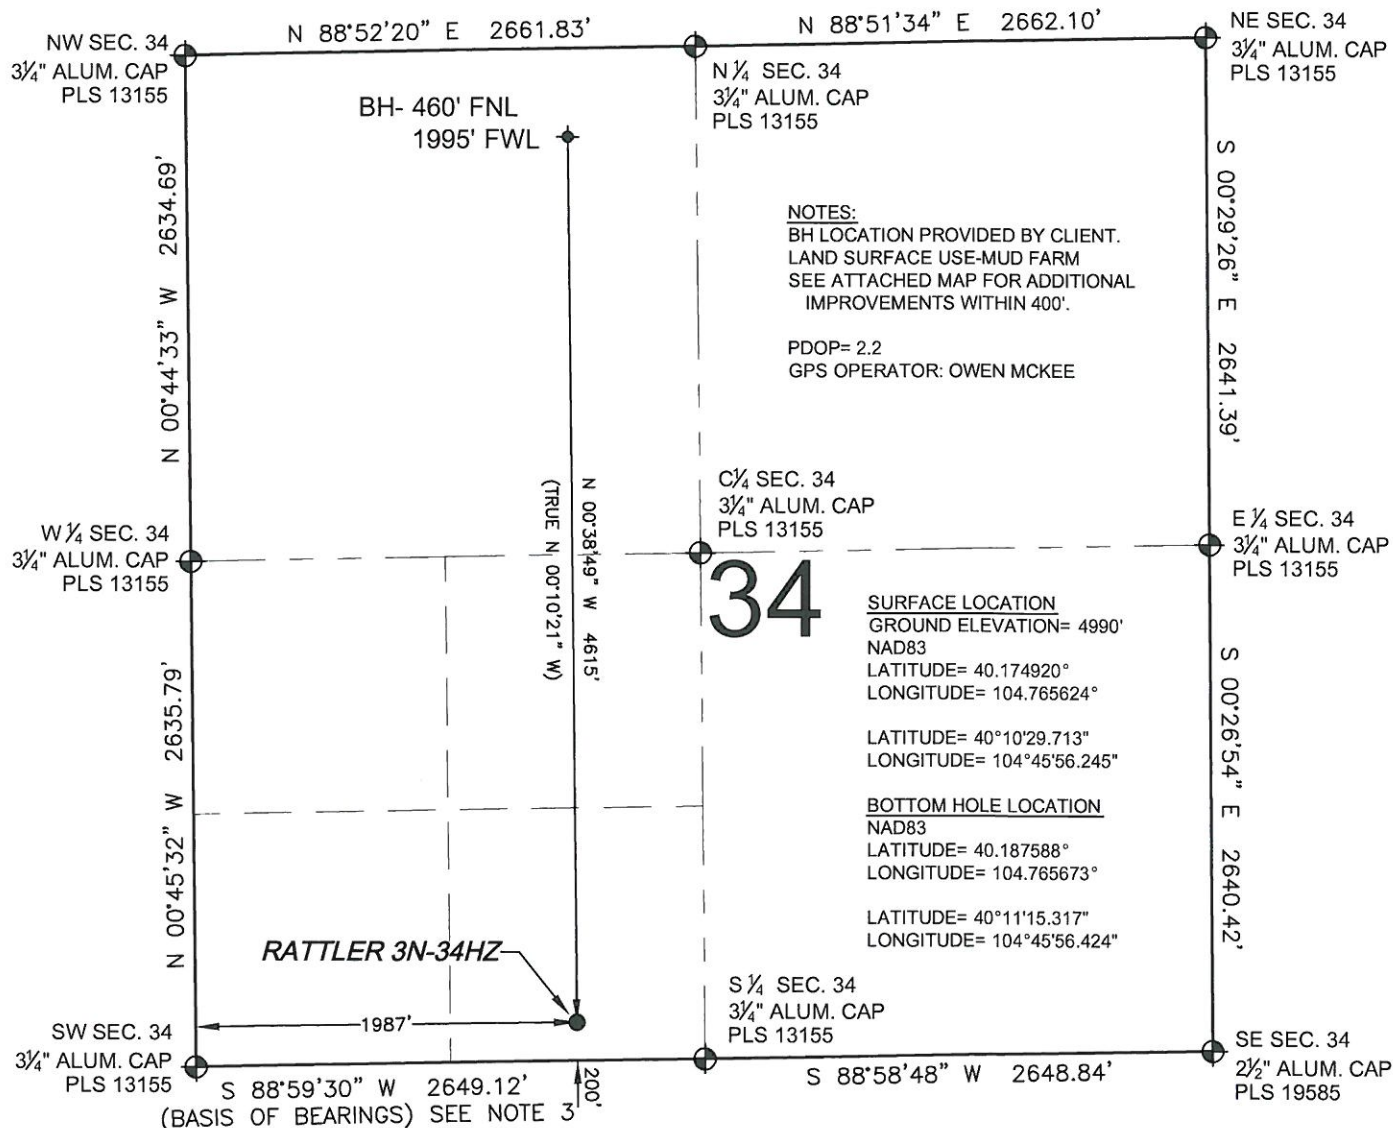 N 88°52'20" E 2661.83'
N 88°51'34" E 2662.10'
NW SEC. 34
3¼" ALUM. CAP
PLS 13155
N ¼ SEC. 34
3¼" ALUM. CAP
PLS 13155
NE SEC. 34
3¼" ALUM. CAP
PLS 13155
BH- 460' FNL
1995' FWL
N 00°44'33" W 2634.69'
S 00°29'26" E 2641.39'
NOTES:
BH LOCATION PROVIDED BY CLIENT.
LAND SURFACE USE-MUD FARM
SEE ATTACHED MAP FOR ADDITIONAL
IMPROVEMENTS WITHIN 400'.
PDOP= 2.2
GPS OPERATOR: OWEN MCKEE
N 00°38'49" W 4615'
(TRUE N 00°10'21" W)
W ¼ SEC. 34
3¼" ALUM. CAP
PLS 13155
C¼ SEC. 34
3¼" ALUM. CAP
PLS 13155
E ¼ SEC. 34
3¼" ALUM. CAP
PLS 13155
34
SURFACE LOCATION
GROUND ELEVATION= 4990'
NAD83
LATITUDE= 40.174920°
LONGITUDE= 104.765624°
LATITUDE= 40°10'29.713"
LONGITUDE= 104°45'56.245"
BOTTOM HOLE LOCATION
NAD83
LATITUDE= 40.187588°
LONGITUDE= 104.765673°
LATITUDE= 40°11'15.317"
LONGITUDE= 104°45'56.424"
N 00°45'32" W 2635.79'
S 00°26'54" E 2640.42'
RATTLER 3N-34HZ
1987'
200'
SW SEC. 34
3¼" ALUM. CAP
PLS 13155
S ¼ SEC. 34
3¼" ALUM. CAP
PLS 13155
SE SEC. 34
2½" ALUM. CAP
PLS 19585
S 88°59'30" W 2649.12'
(BASIS OF BEARINGS) SEE NOTE 3
S 88°58'48" W 2648.84'